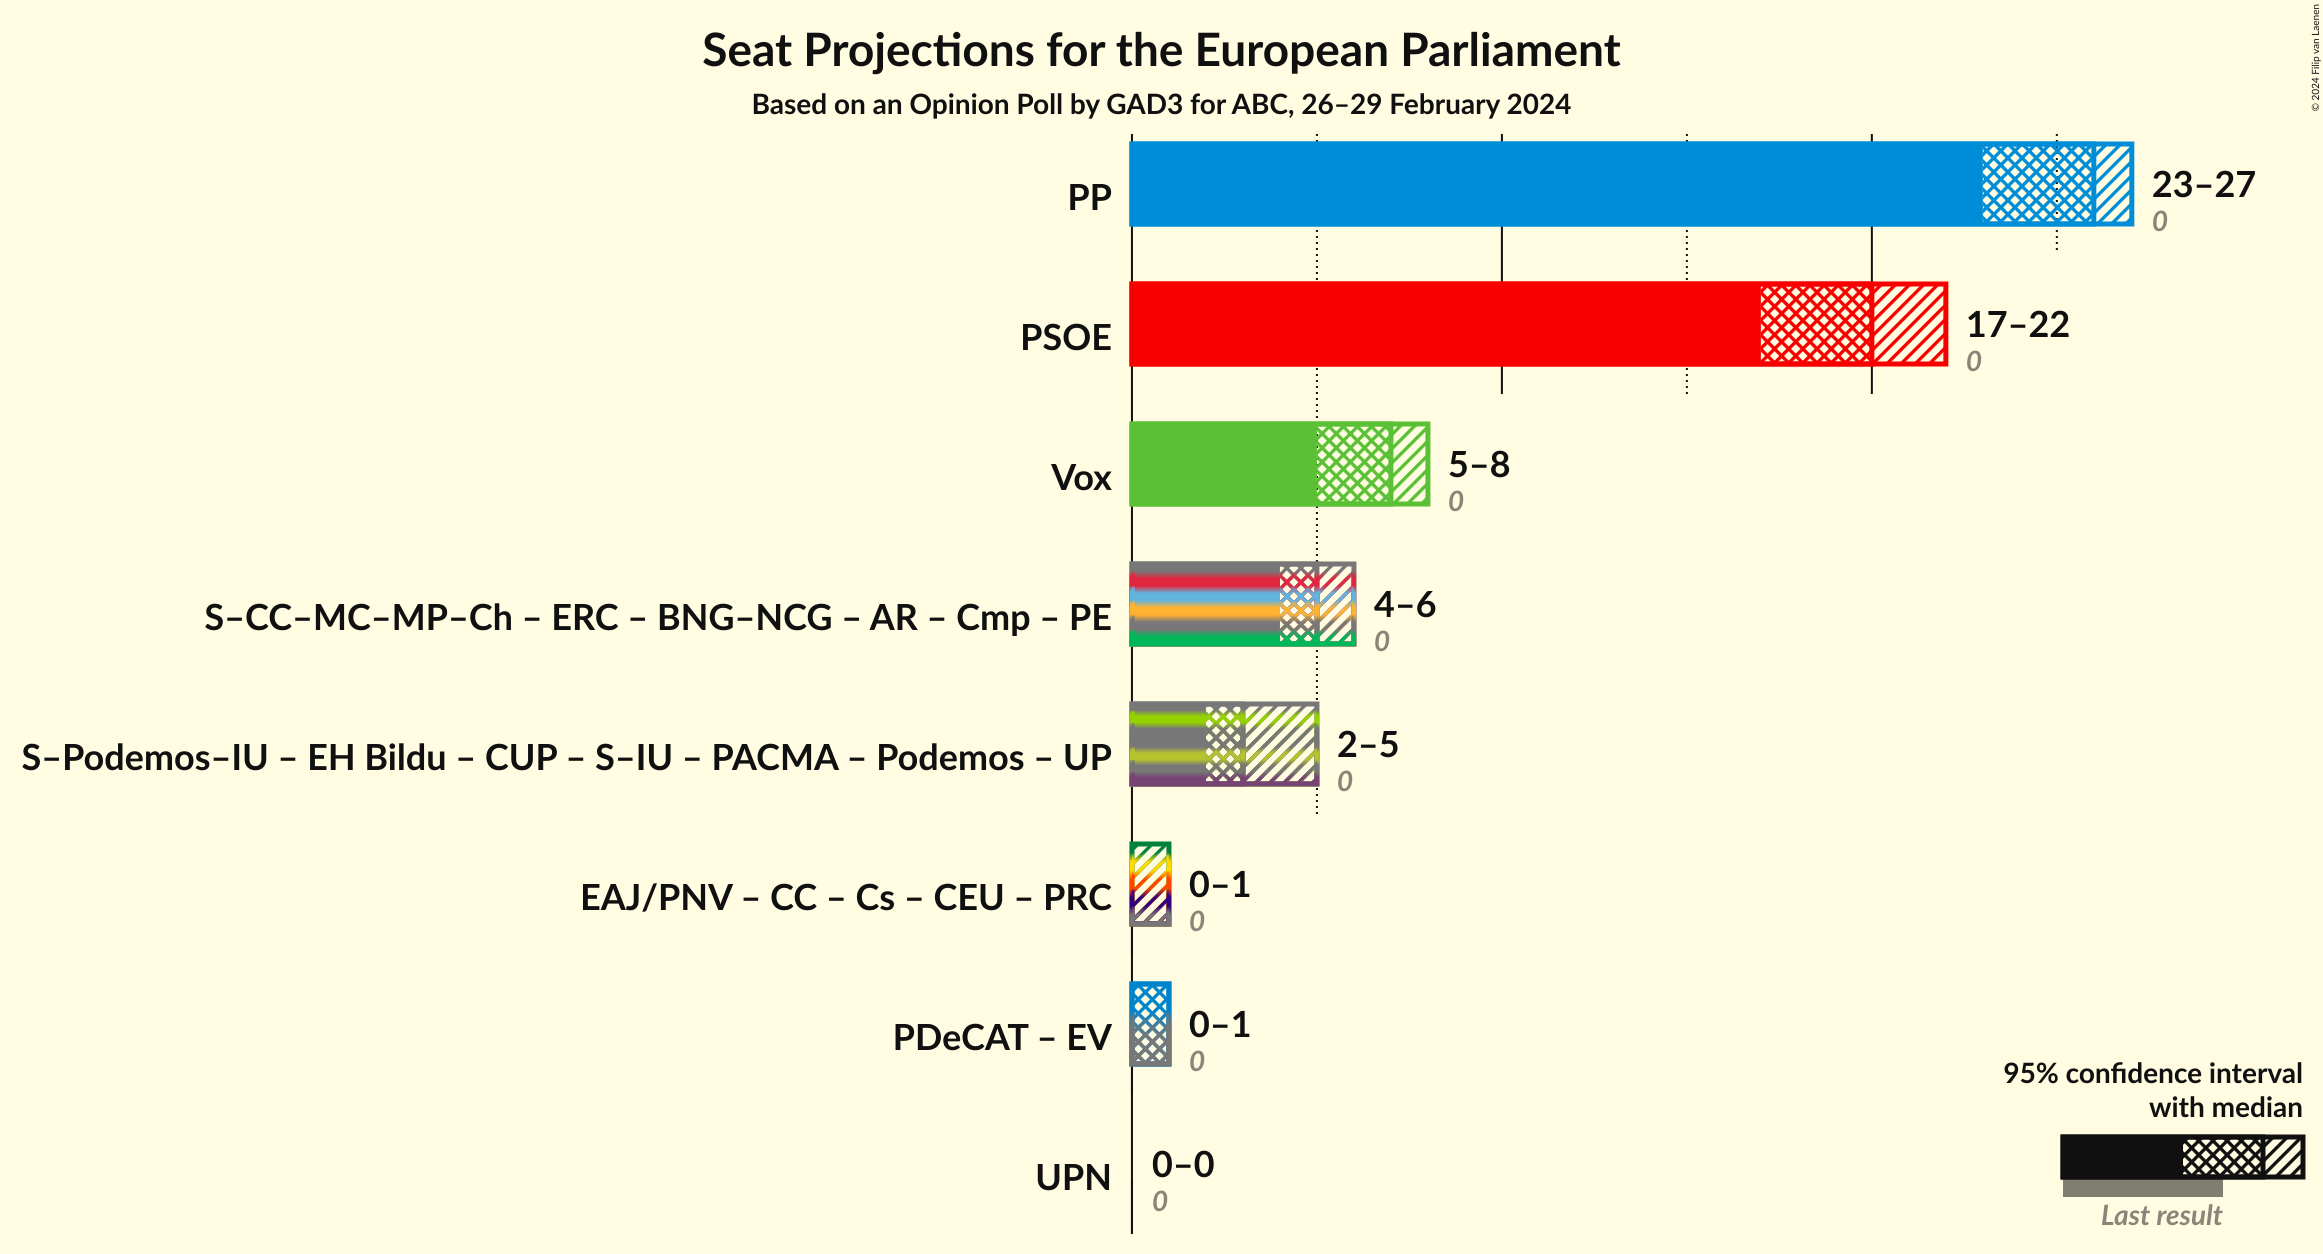 Seat Projections for the European Parliament
Based on an Opinion Poll by GAD3 for ABC, 26–29 February 2024
© 2024 Filip van Laenen
PP
23–27
0
PSOE
17–22
0
Vox
5–8
0
S–CC–MC–MP–Ch – ERC – BNG–NCG – AR – Cmp – PE
4–6
0
S–Podemos–IU – EH Bildu – CUP – S–IU – PACMA – Podemos – UP
2–5
0
EAJ/PNV – CC – Cs – CEU – PRC
0–1
0
PDeCAT – EV
0–1
0
UPN
0–0
0
95% confidence interval
with median
Last result